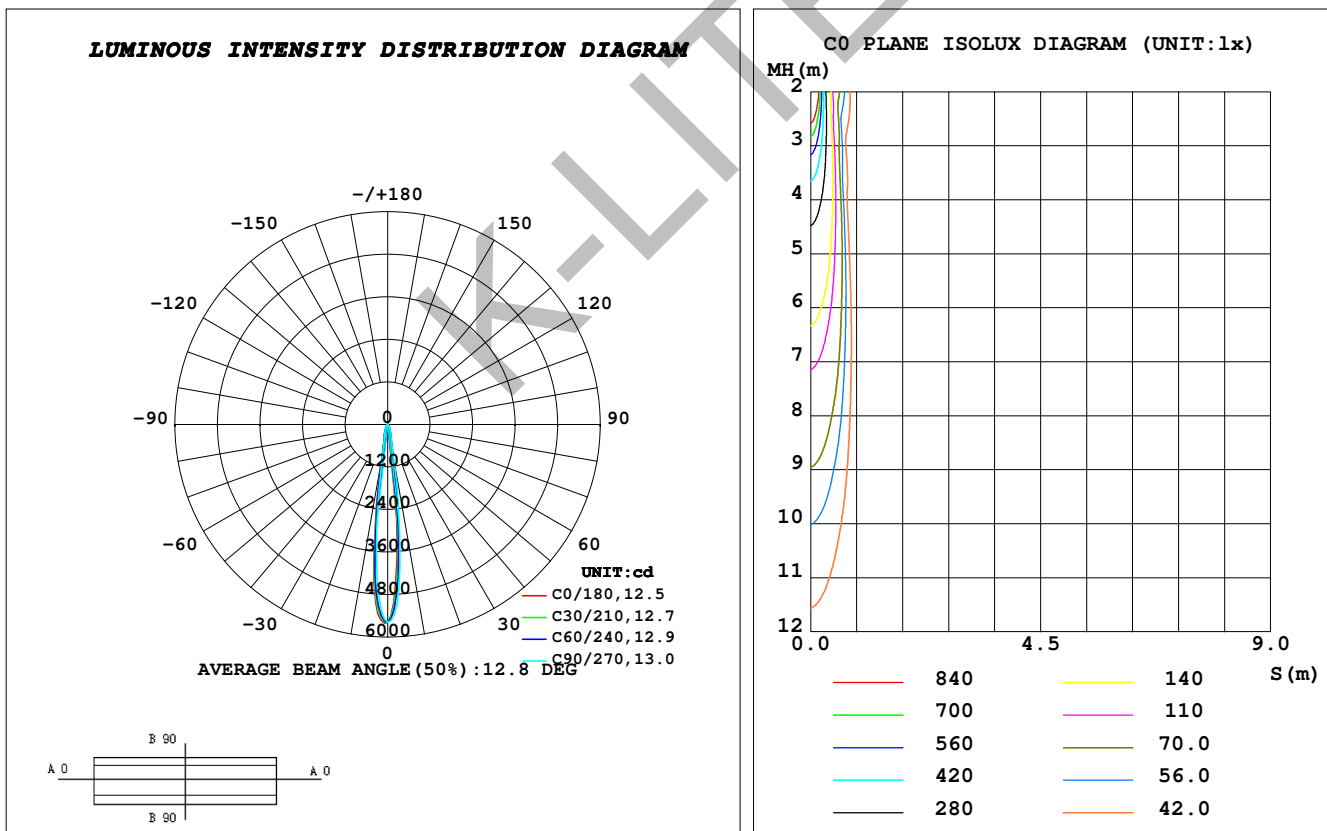 LUMINOUS INTENSITY DISTRIBUTION DIAGRAM
-/+180
-150
150
-120
120
-90
90
-60
60
-30
30
0
0
1200
2400
3600
4800
6000
UNIT:cd
C0/180,12.5
C30/210,12.7
C60/240,12.9
C90/270,13.0
AVERAGE BEAM ANGLE(50%):12.8 DEG
B 90
A 0
A 0
B 90
C0 PLANE ISOLUX DIAGRAM (UNIT:lx)
MH(m)
2
3
4
5
6
7
8
9
10
11
12
0.0
4.5
9.0
S(m)
840
140
700
110
560
70.0
420
56.0
280
42.0
K-LITE